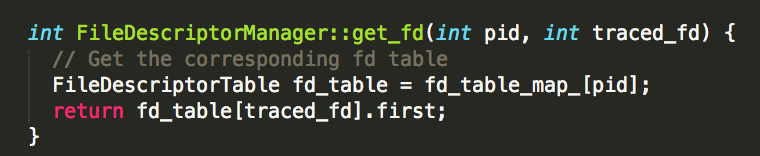 int FileDescriptorManager::get_fd(int pid, int traced_fd) {
  // Get the corresponding fd table
  FileDescriptorTable fd_table = fd_table_map_[pid];
  return fd_table[traced_fd].first;
}